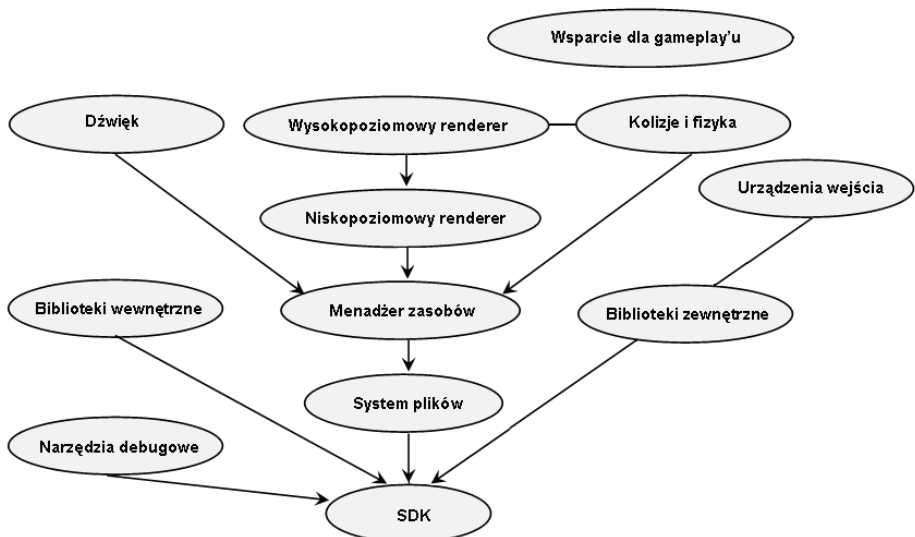 Wsparcie dla gameplay'u
Dźwięk
Wysokopoziomowy renderer
Kolizje i fizyka
Urządzenia wejścia
Niskopoziomowy renderer
Biblioteki wewnętrzne
Menadżer zasobów
Biblioteki zewnętrzne
System plików
Narzędzia debugowe
SDK